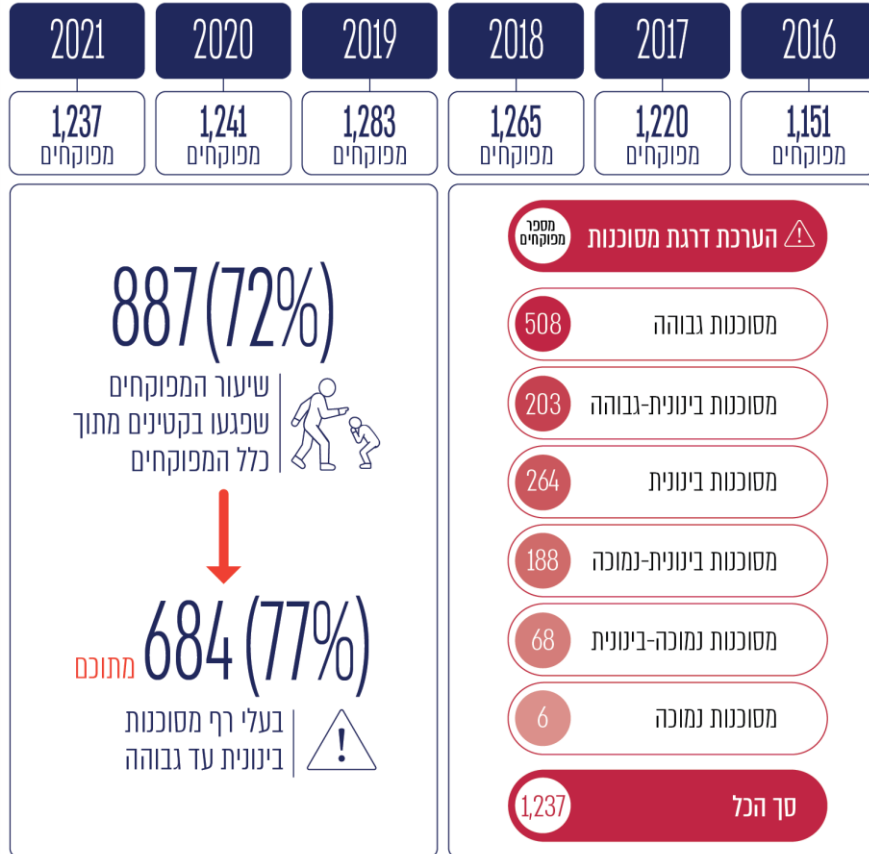 2016
1,151
מפוקחים
2017
1,220
מפוקחים
2018
1,265
מפוקחים
2019
1,283
מפוקחים
2020
1,241
מפוקחים
2021
1,237
מפוקחים
הערכת דרגת מסוכנות
מספר
מפוקחים
מסוכנות גבוהה
508
מסוכנות בינונית-גבוהה
203
מסוכנות בינונית
264
מסוכנות בינונית-נמוכה
188
מסוכנות נמוכה-בינונית
68
מסוכנות נמוכה
6
סך הכל
1,237
887 (72%)
שיעור המפוקחים
שפגעו בקטינים מתוך
כלל המפוקחים
684 (77%) מתוכם
בעלי רף מסוכנות
בינונית עד גבוהה